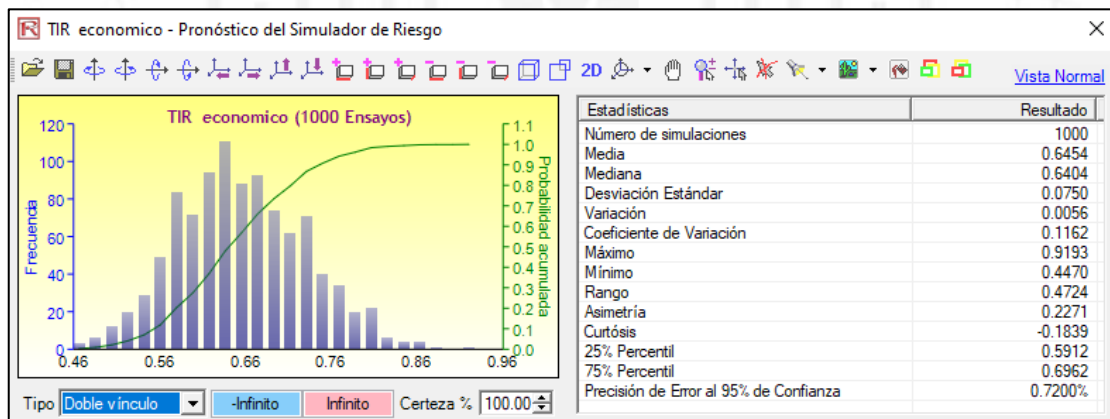 TIR economico - Pronóstico del Simulador de Riesgo
2D
Vista Normal
TIR economico (1000 Ensayos)
120
100
80
60
40
20
0
Frecuencia
0.46 0.56 0.66 0.76 0.86 0.96
1.1
1.0
0.9
0.8
0.7
0.6
0.5
0.4
0.3
0.2
0.1
0.0
Probabilidad acumulada
Tipo Doble vínculo -Infinito Infinito Certeza % 100.00
Estadísticas Resultado
Número de simulaciones 1000
Media 0.6454
Mediana 0.6404
Desviación Estándar 0.0750
Variación 0.0056
Coeficiente de Variación 0.1162
Máximo 0.9193
Mínimo 0.4470
Rango 0.4724
Asimetría 0.2271
Curtósis -0.1839
25% Percentil 0.5912
75% Percentil 0.6962
Precisión de Error al 95% de Confianza 0.7200%